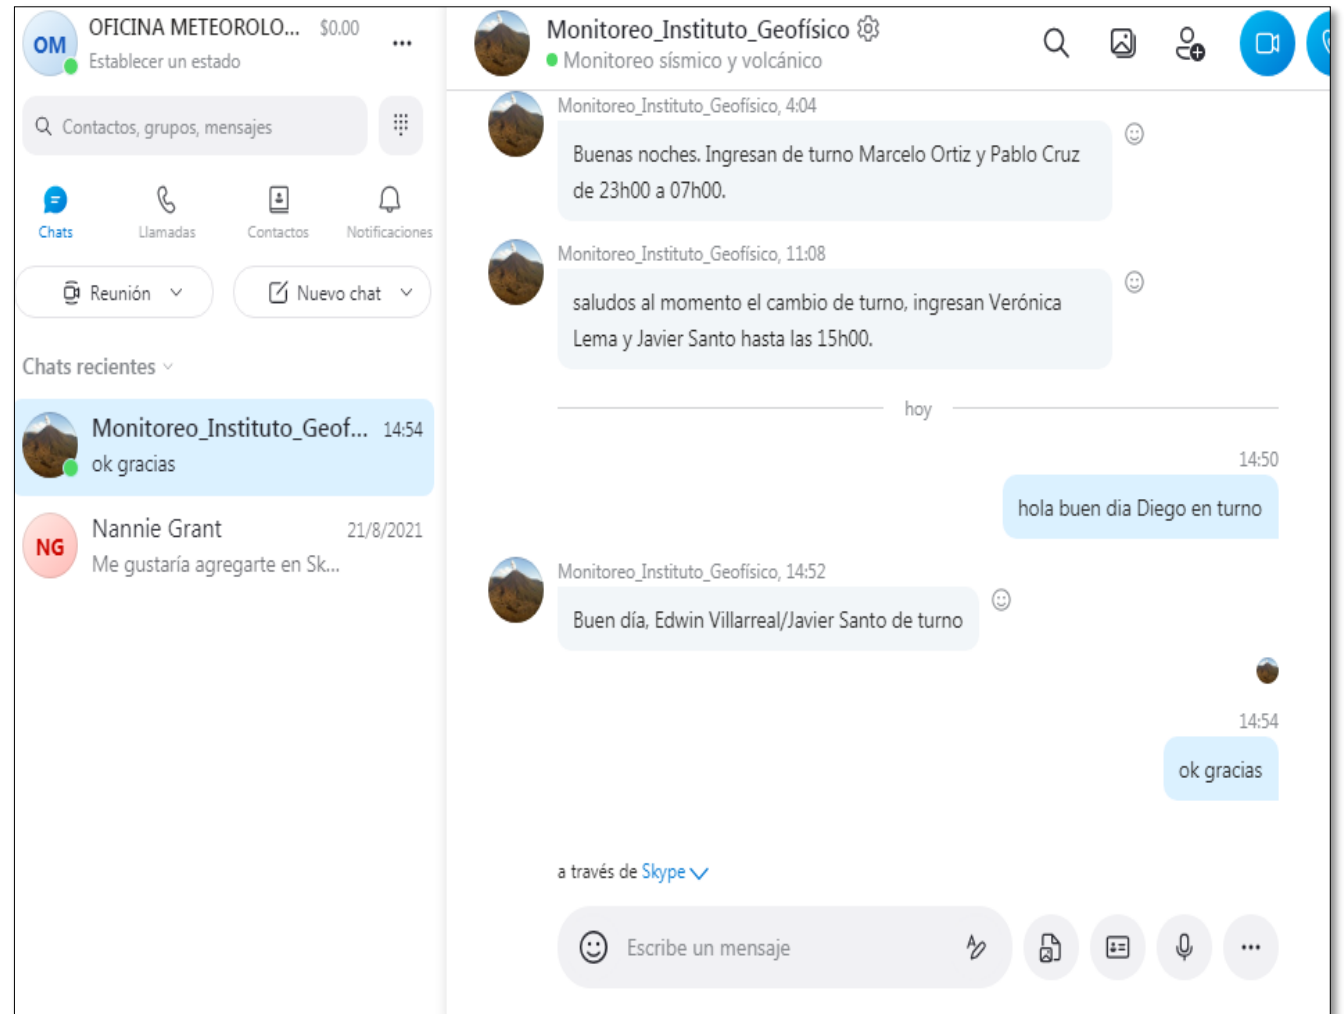 OM
OFICINA METEOROLO... $0.00
Establecer un estado
Contactos, grupos, mensajes
Chats Llamadas Contactos Notificaciones
Reunión Nuevo chat
Chats recientes
Monitoreo_Instituto_Geof... 14:54
ok gracias
NG
Nannie Grant 21/8/2021
Me gustaría agregarte en Sk...
Monitoreo_Instituto_Geofísico
Monitoreo sísmico y volcánico
Monitoreo_Instituto_Geofísico, 4:04
Buenas noches. Ingresan de turno Marcelo Ortiz y Pablo Cruz
de 23h00 a 07h00.
Monitoreo_Instituto_Geofísico, 11:08
saludos al momento el cambio de turno, ingresan Verónica
Lema y Javier Santo hasta las 15h00.
hoy
14:50
hola buen dia Diego en turno
Monitoreo_Instituto_Geofísico, 14:52
Buen día, Edwin Villarreal/Javier Santo de turno
14:54
ok gracias
a través de Skype
Escribe un mensaje